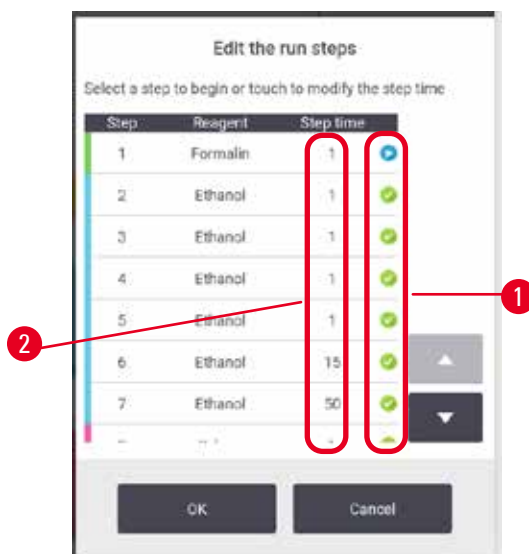 Edit the run steps
Select a step to begin or touch to modify the step time
Step Reagent Step time
1 Formalin 1
2 Ethanol 1
3 Ethanol 1
4 Ethanol 1
5 Ethanol 1
6 Ethanol 15
7 Ethanol 50
1
2
OK Cancel